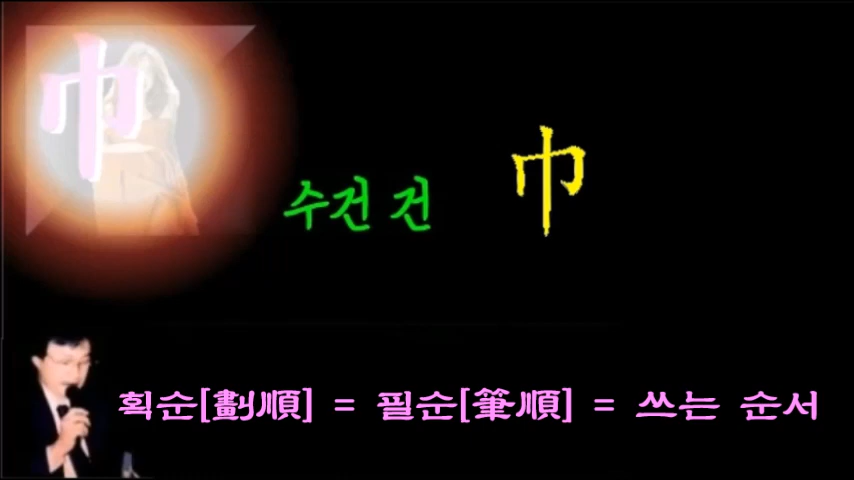 巾
수건 건 巾
획순[劃順] = 필순[筆順] = 쓰는 순서